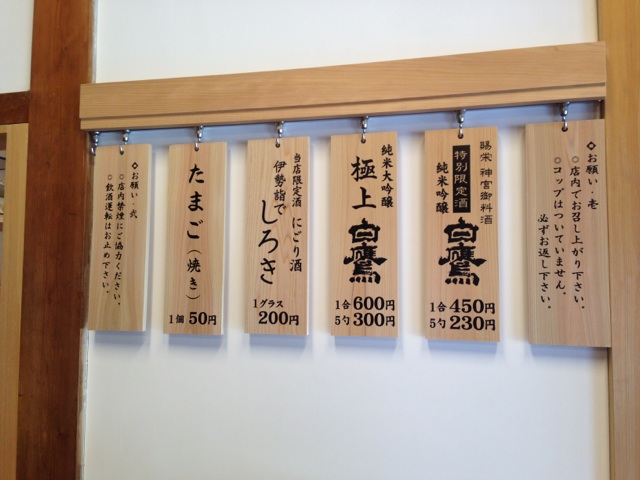 ◇お願い・壱
○店内でお召し上がり下さい。
○コップはついていません。
必ずお返し下さい。
賜栄 神宮御料酒
特別限定酒
純米吟醸
白鷹
1合450円
5勺230円
純米大吟醸
極上
白鷹
1合600円
5勺300円
当店限定酒 にごり酒
伊勢詣で
しろき
1グラス
200円
たまご(焼き)
1個 50円
◇お願い・弐
○店内禁煙にご協力ください。
○飲酒運転はお止め下さい。